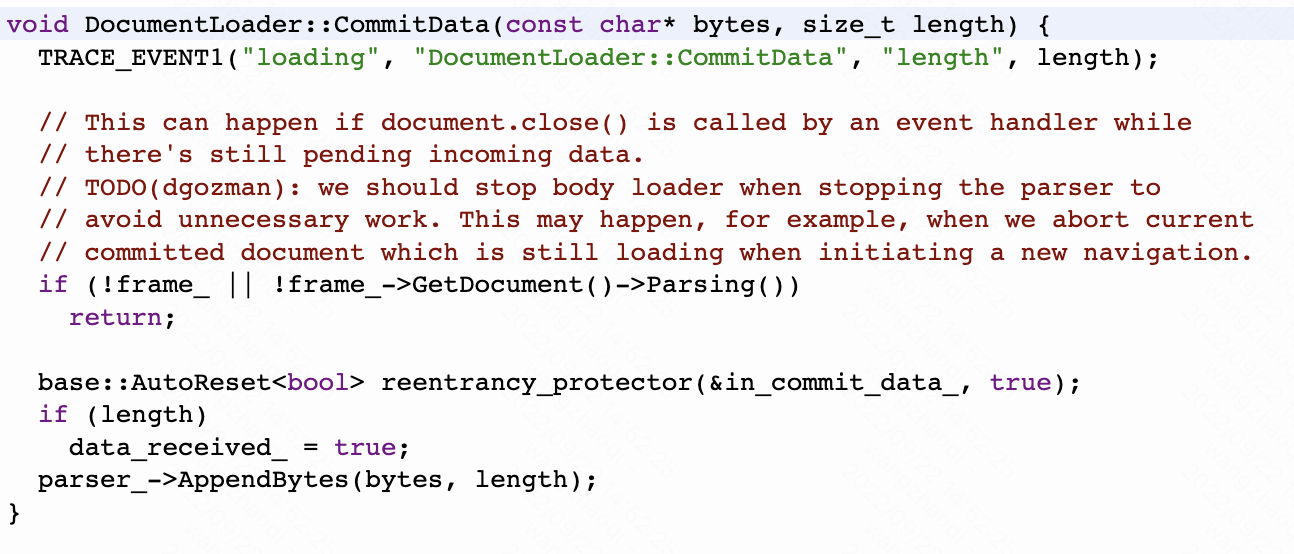 void DocumentLoader::CommitData(const char* bytes, size_t length) {
  TRACE_EVENT1("loading", "DocumentLoader::CommitData", "length", length);

  // This can happen if document.close() is called by an event handler while
  // there's still pending incoming data.
  // TODO(dgozman): we should stop body loader when stopping the parser to
  // avoid unnecessary work. This may happen, for example, when we abort current
  // committed document which is still loading when initiating a new navigation.
  if (!frame_ || !frame_->GetDocument()->Parsing())
    return;

  base::AutoReset<bool> reentrancy_protector(&in_commit_data_, true);
  if (length)
    data_received_ = true;
  parser_->AppendBytes(bytes, length);
}